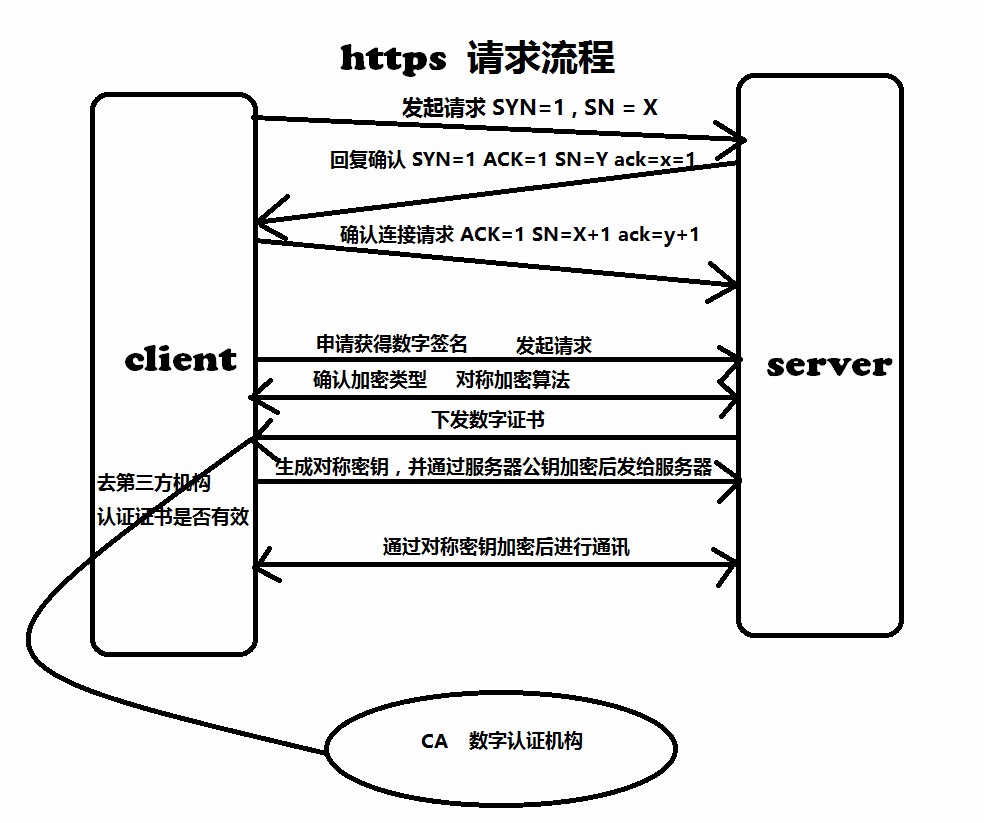 https 请求流程
发起请求 SYN=1 , SN = X
回复确认 SYN=1 ACK=1 SN=Y ack=x=1
确认连接请求 ACK=1 SN=X+1 ack=y+1
申请获得数字签名 发起请求
client
server
确认加密类型 对称加密算法
下发数字证书
生成对称密钥，并通过服务器公钥加密后发给服务器
去第三方机构
认证证书是否有效
通过对称密钥加密后进行通讯
CA 数字认证机构